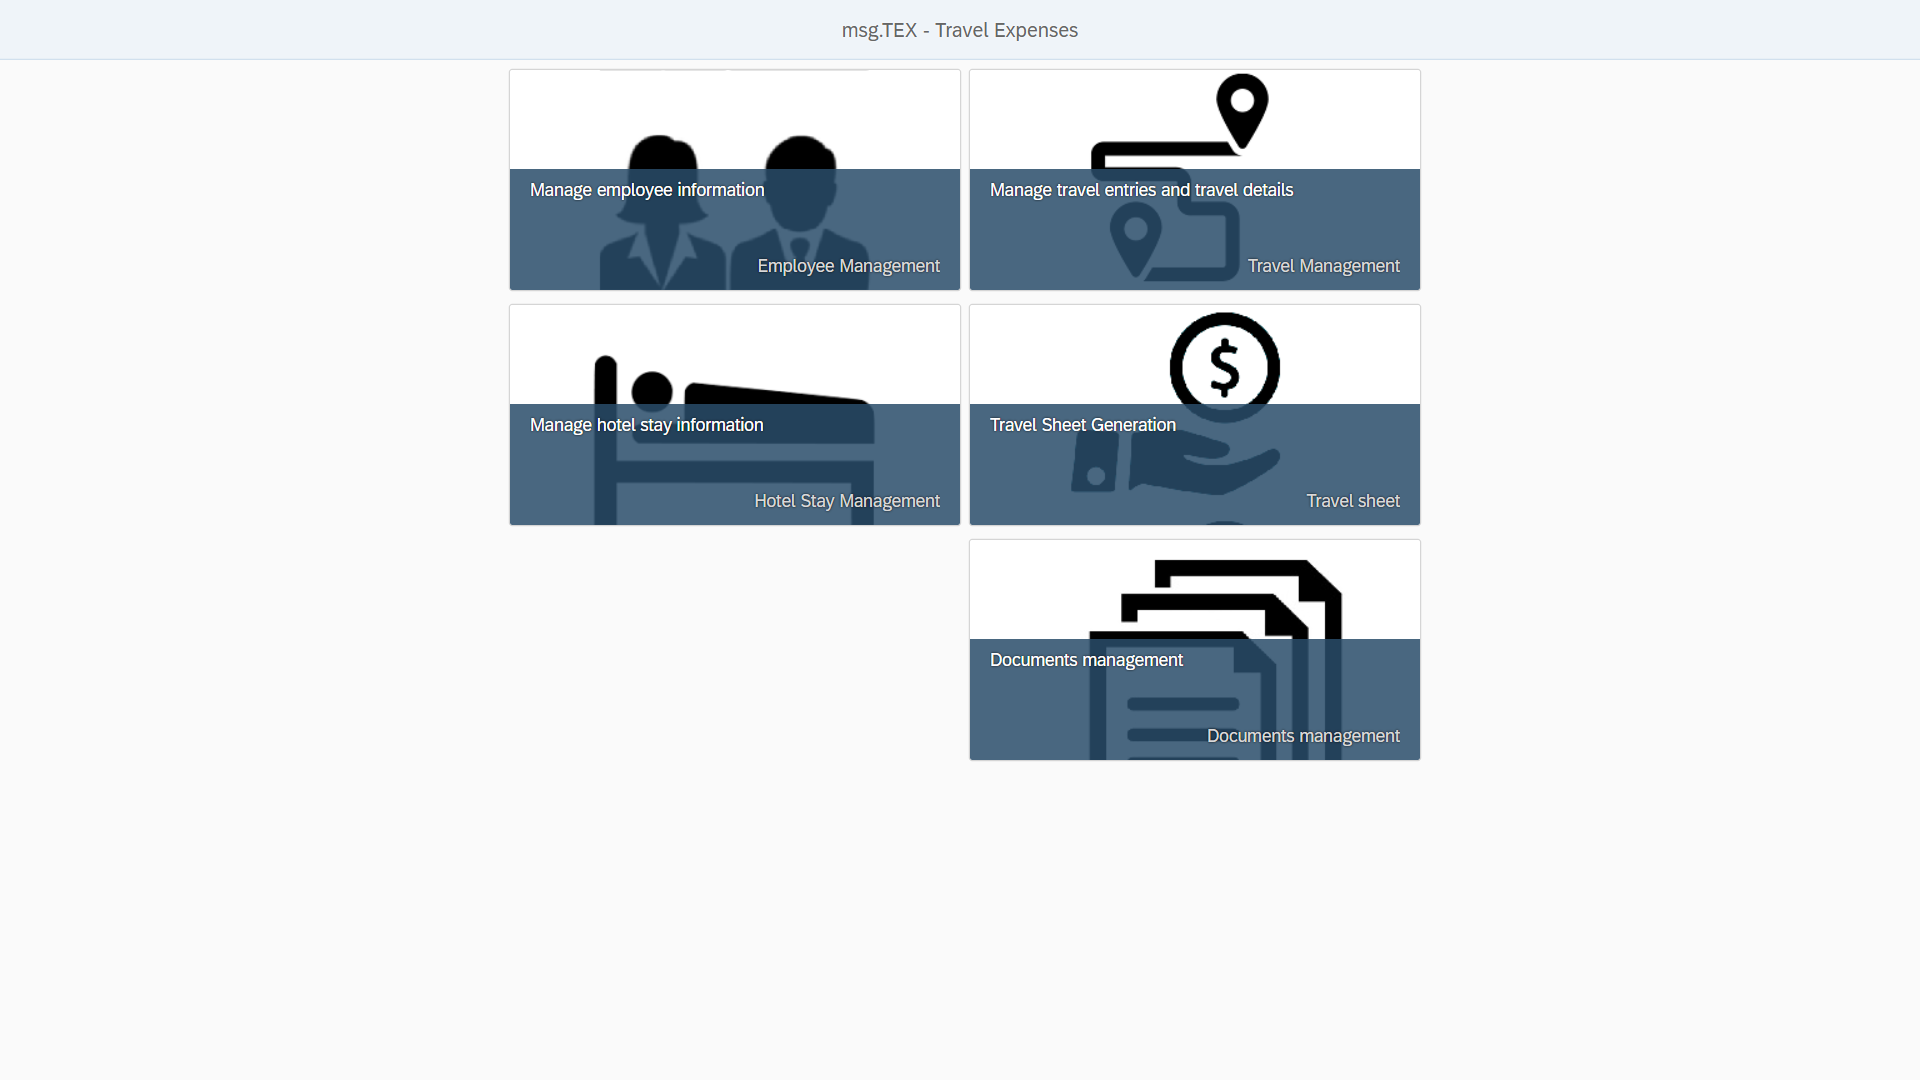 msg.TEX - Travel Expenses
Manage employee information
Employee Management
Manage travel entries and travel details
Travel Management
Manage hotel stay information
Hotel Stay Management
$
Travel Sheet Generation
Travel sheet
Documents management
Documents management